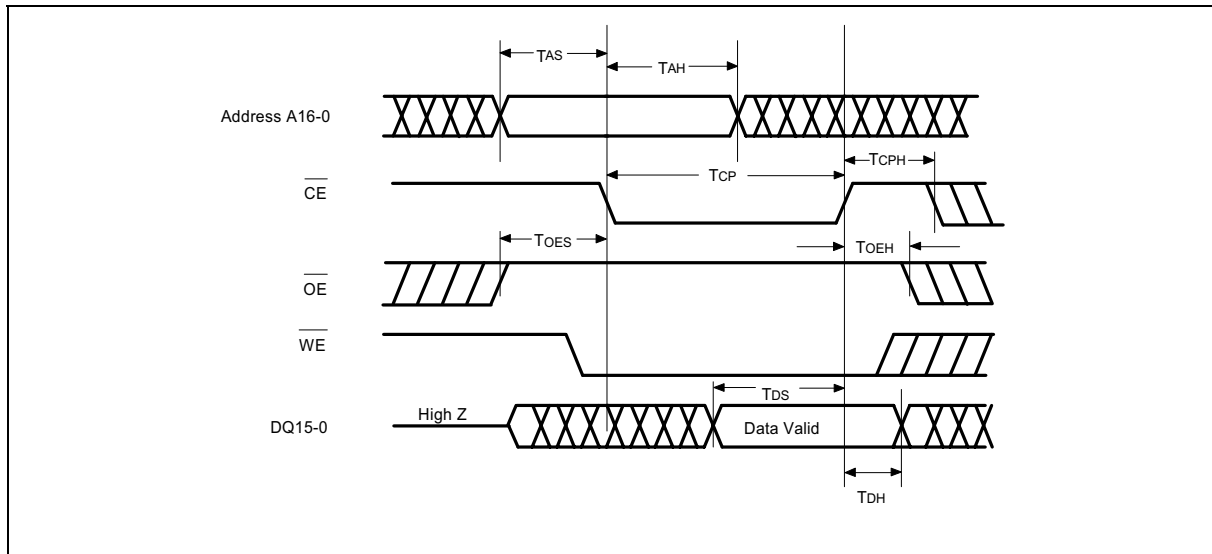 TAS
TAH
Address A16-0
TCPH
TCP
CE
TOES
TOEH
OE
WE
TDS
High Z
DQ15-0
Data Valid
TDH